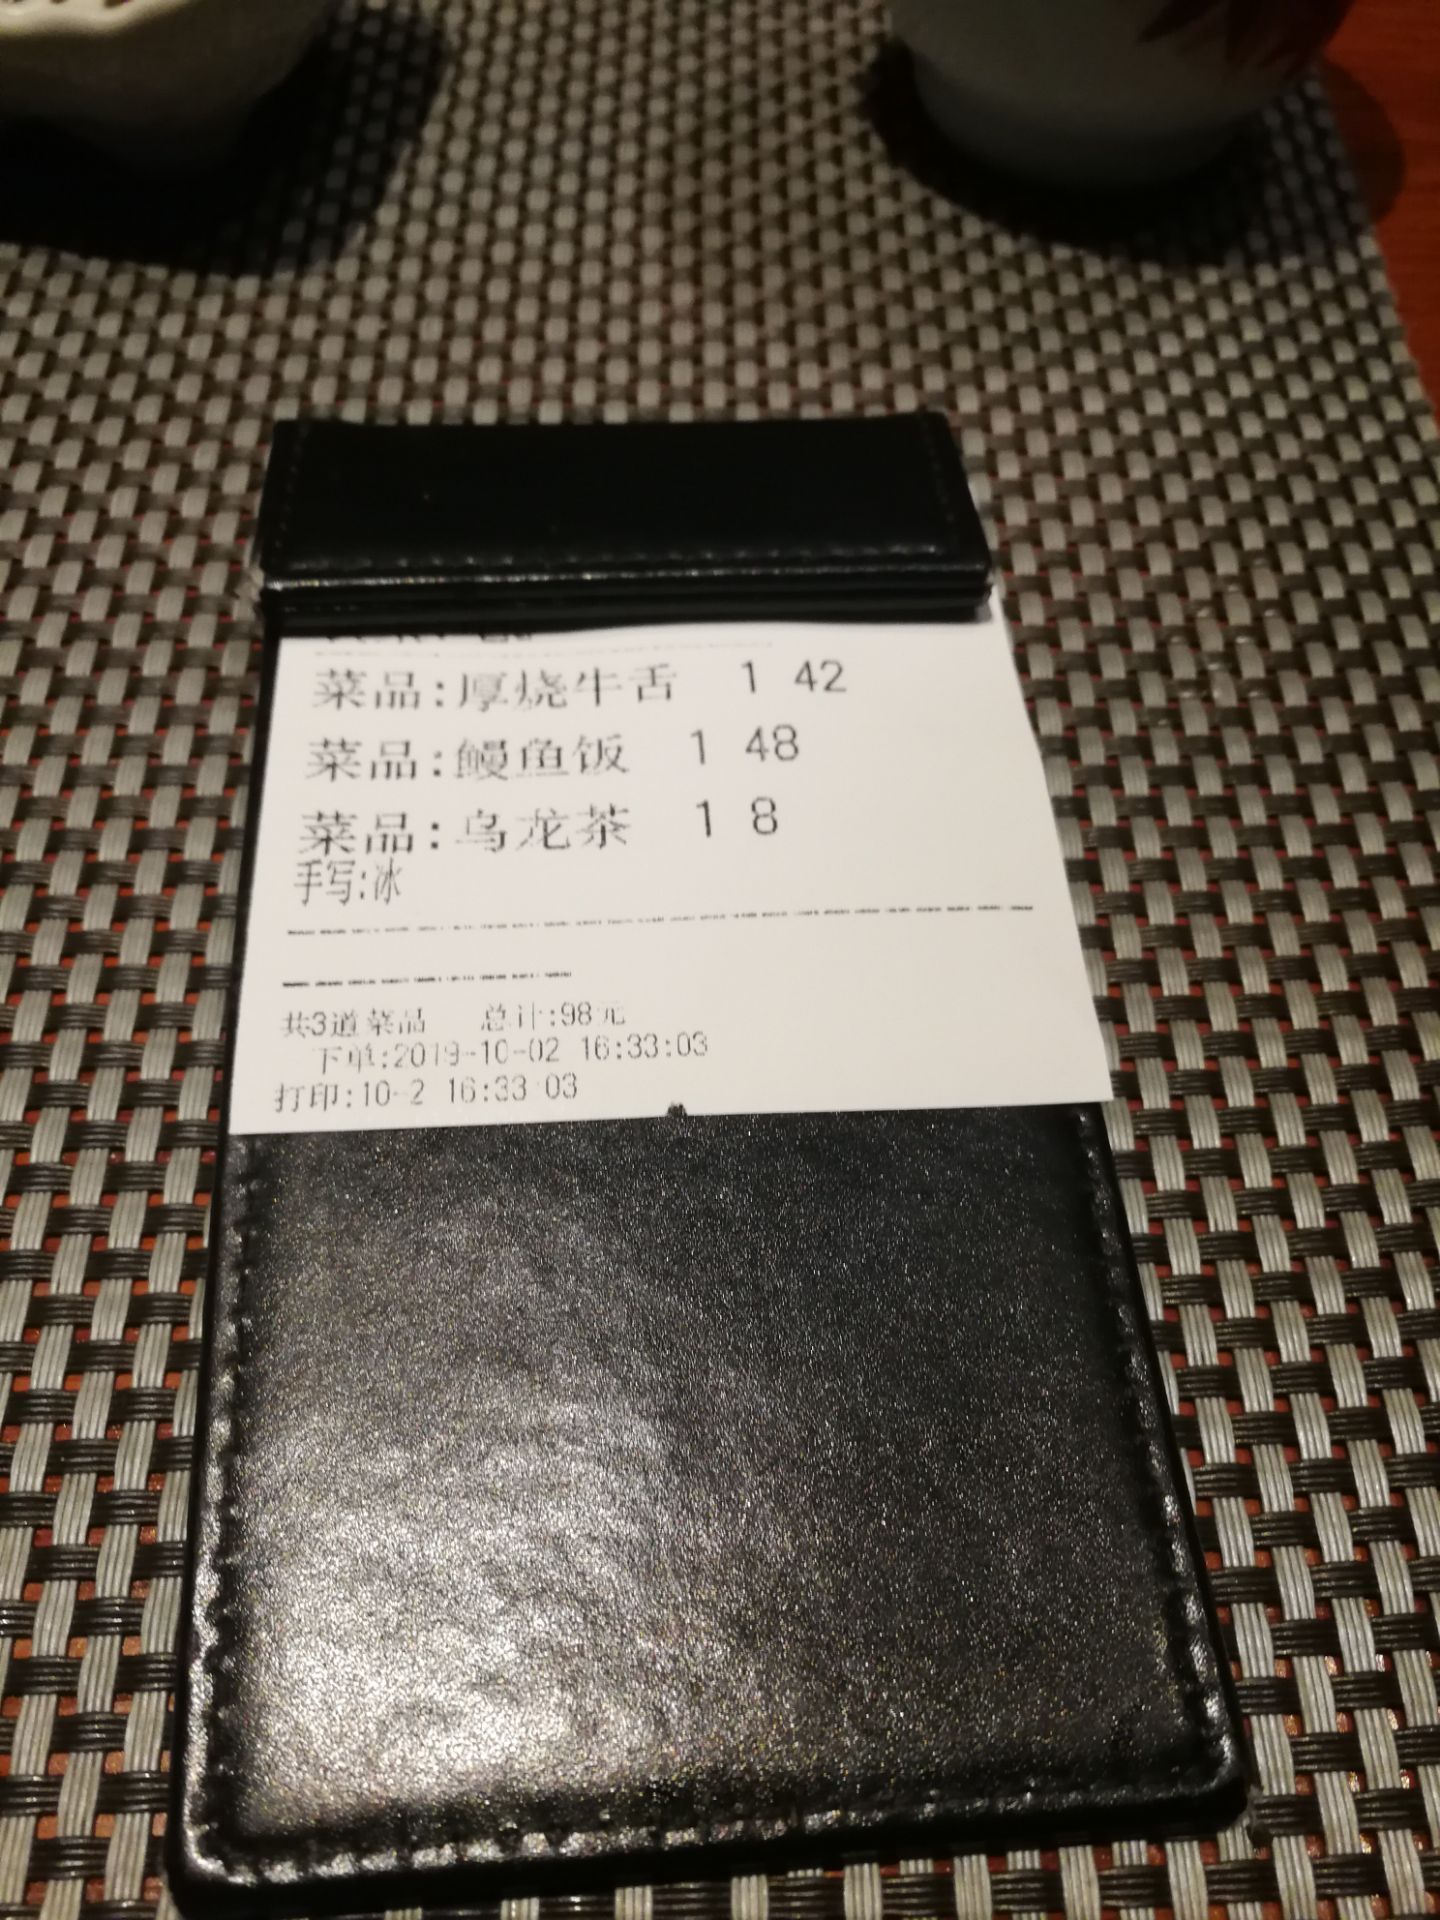 菜品:厚烧牛舌 1 42
菜品:鳗鱼饭 1 48
菜品:乌龙茶 1 8
手写:冰
共3道菜品 总计:98元
下单:2019-10-02 16:33:03
打印:10-2 16:33:03